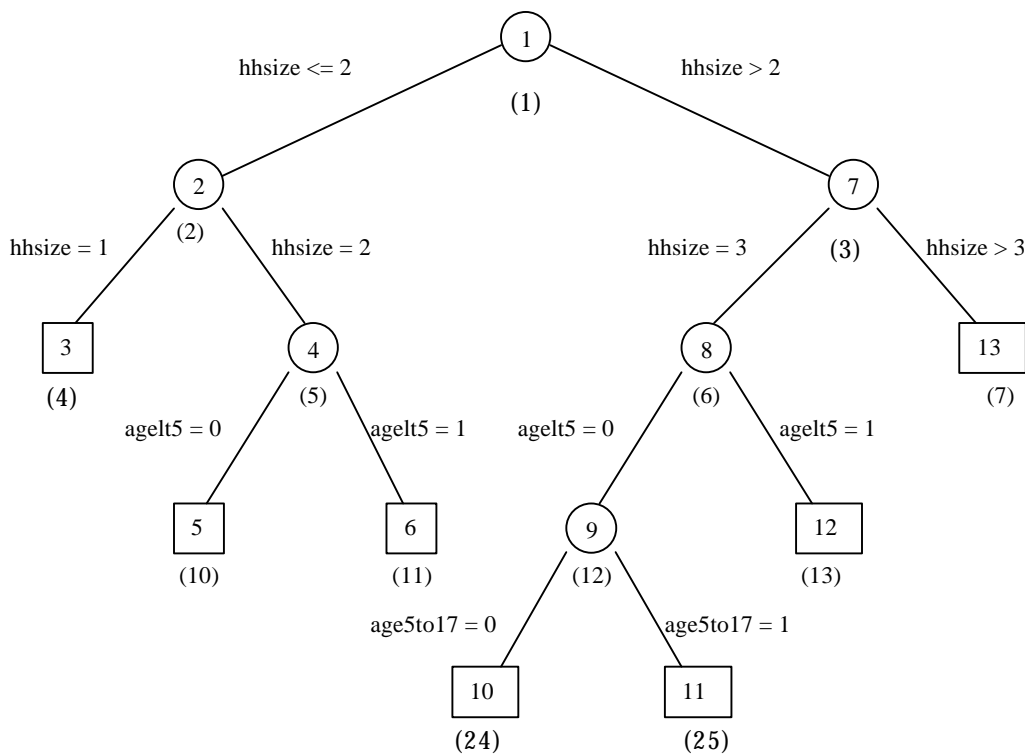 1
hhsize <= 2
hhsize > 2
(1)
2
7
(2)
(3)
hhsize = 1
hhsize = 2
hhsize = 3
hhsize > 3
3
4
8
13
(4)
(5)
(6)
(7)
agelt5 = 0
agelt5 = 1
agelt5 = 0
agelt5 = 1
5
6
9
12
(10)
(11)
(12)
(13)
age5to17 = 0
age5to17 = 1
10
11
(24)
(25)